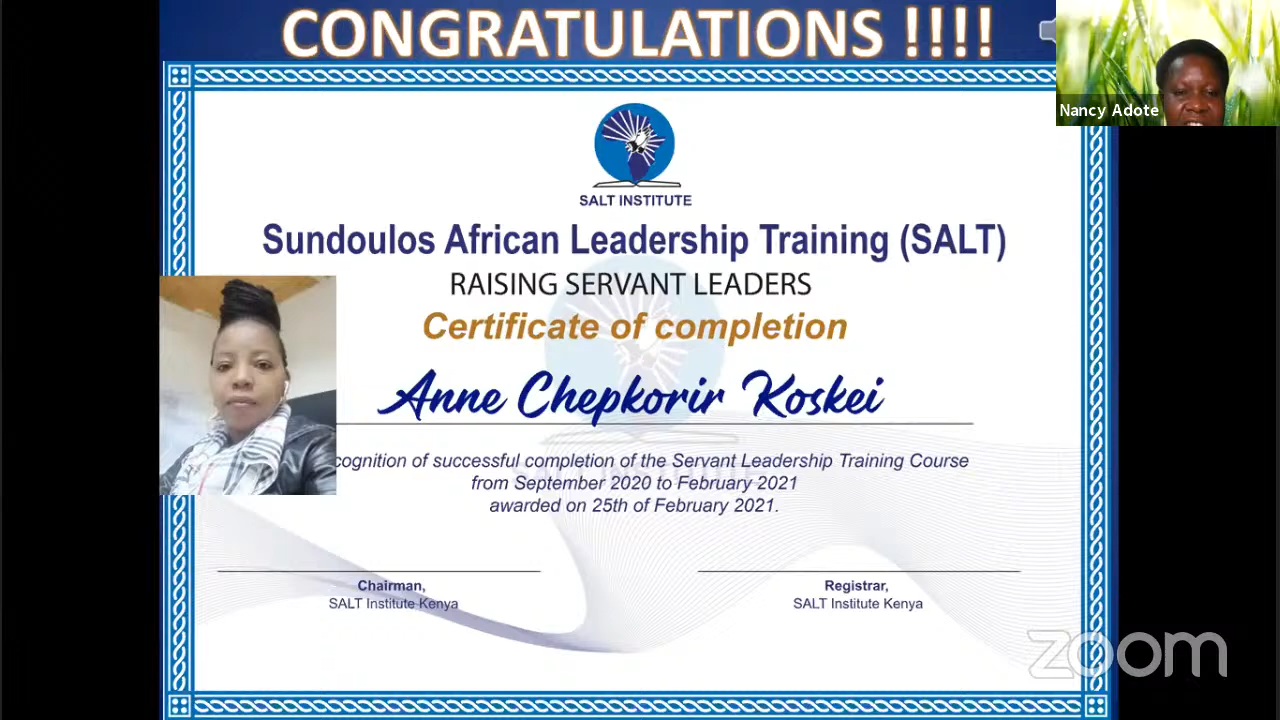 CONGRATULATIONS !!!!
Nancy Adote
SALT INSTITUTE
Sundoulos African Leadership Training (SALT)
RAISING SERVANT LEADERS
Certificate of completion
Anne Chepkorir Koskei
cognition of successful completion of the Servant Leadership Training Course
from September 2020 to February 2021
awarded on 25th of February 2021.
Chairman,
SALT Institute Kenya
Registrar,
SALT Institute Kenya
zoom